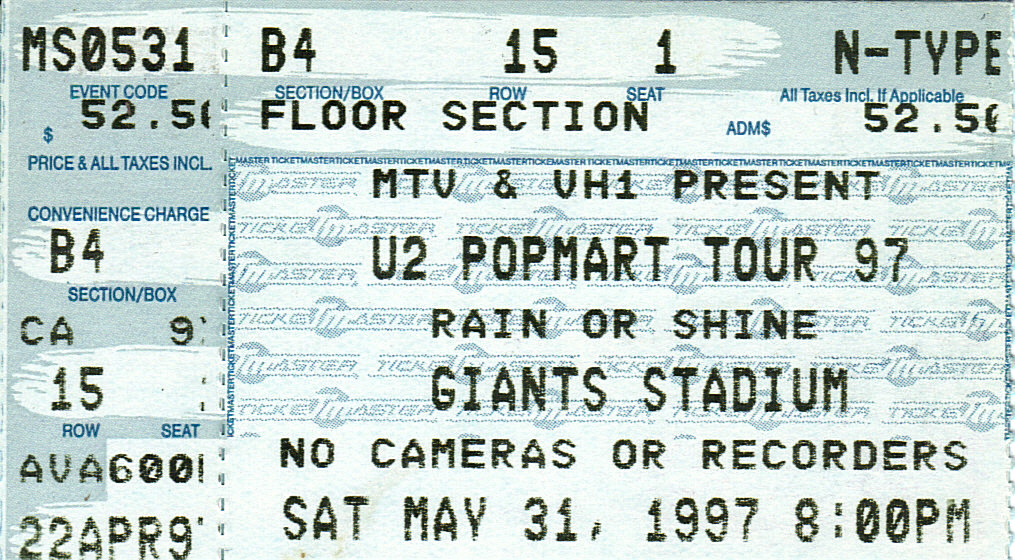 MS0531 B4 15 1 N-TYPE
EVENT CODE SECTION/BOX ROW SEAT All Taxes Incl. If Applicable
$ 52.50 FLOOR SECTION ADM$ 52.50
PRICE & ALL TAXES INCL.
MTV & VH1 PRESENT
CONVENIENCE CHARGE
B4
U2 POPMART TOUR 97
SECTION/BOX
CA 9
RAIN OR SHINE
15
GIANTS STADIUM
ROW SEAT
NO CAMERAS OR RECORDERS
AVA600
SAT MAY 31, 1997 8:00PM
22APR9